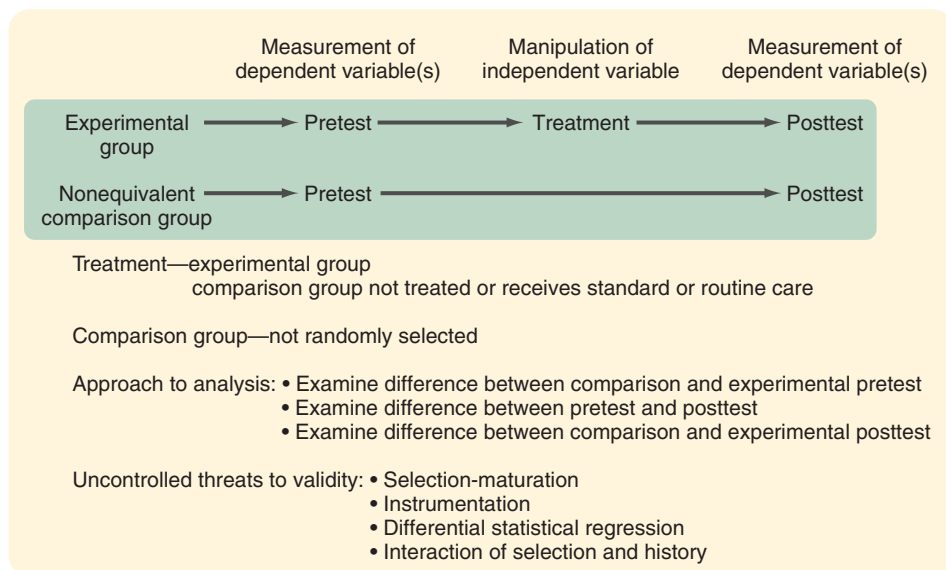 Measurement of dependent variable(s)
Manipulation of independent variable
Measurement of dependent variable(s)
Experimental group
Pretest
Treatment
Posttest
Nonequivalent comparison group
Pretest
Posttest
Treatment—experimental group
comparison group not treated or receives standard or routine care
Comparison group—not randomly selected
Approach to analysis: • Examine difference between comparison and experimental pretest
• Examine difference between pretest and posttest
• Examine difference between comparison and experimental posttest
Uncontrolled threats to validity: • Selection-maturation
• Instrumentation
• Differential statistical regression
• Interaction of selection and history